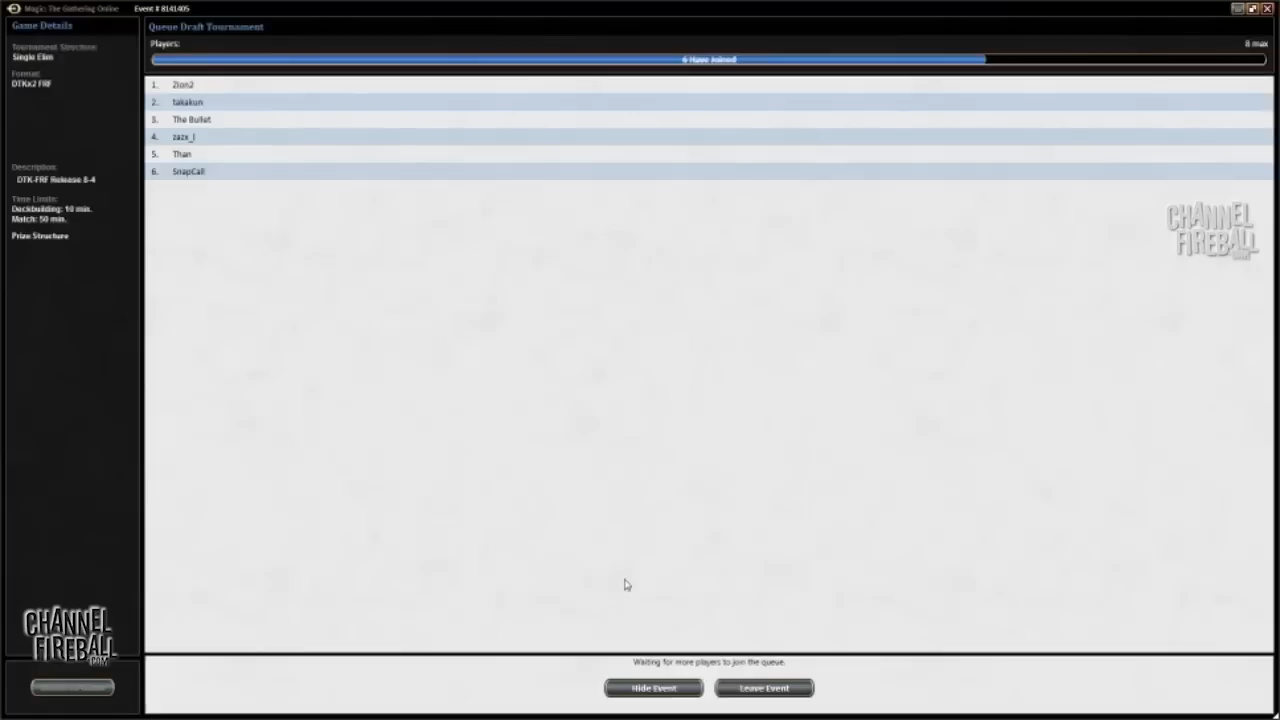 Magic: The Gathering Online Event # 8141405
Game Details
Queue Draft Tournament
Tournament Structure:
Single Elim
Players:
8 max
6 Have Joined
Format:
DTKx2 FRF
1. Zion2
2. takakun
3. The Bullet
4. zazx_l
5. Than
6. SnapCall
Description:
DTK-FRF Release 8-4
Time Limits:
Deckbuilding: 10 min.
Match: 50 min.
Prize Structure
CHANNEL
FIREBALL
.COM
CHANNEL
FIREBALL
.COM
Waiting for more players to join the queue.
Hide Event
Leave Event